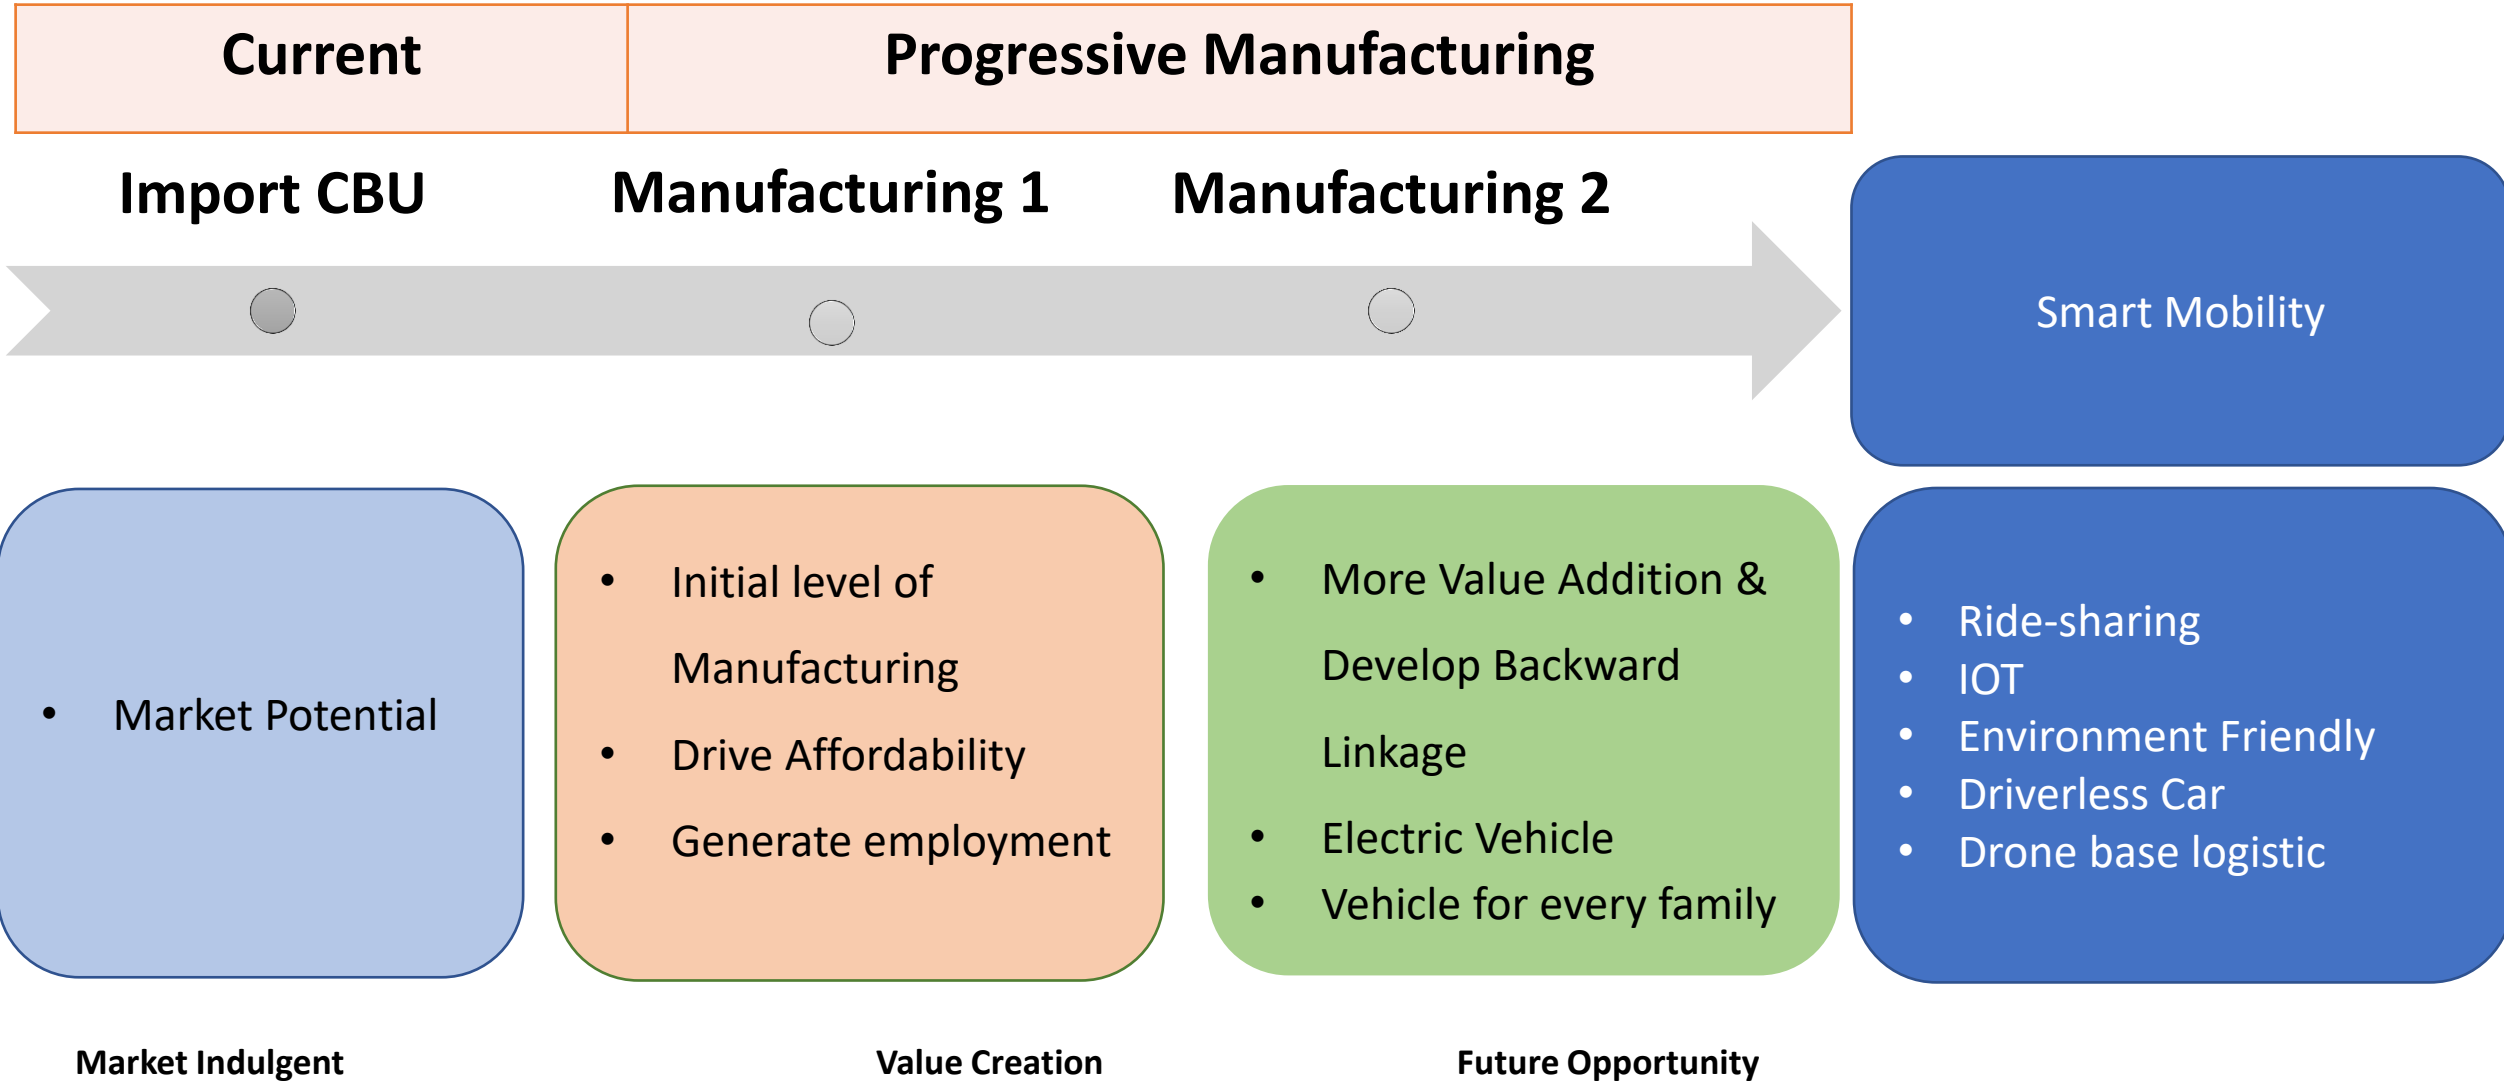 Current
Progressive Manufacturing
Import CBU
Manufacturing 1
Manufacturing 2
Smart Mobility
• Market Potential
• Initial level of
Manufacturing
• Drive Affordability
• Generate employment
• More Value Addition &
Develop Backward
Linkage
• Electric Vehicle
• Vehicle for every family
• Ride-sharing
• IOT
• Environment Friendly
• Driverless Car
• Drone base logistic
Market Indulgent
Value Creation
Future Opportunity